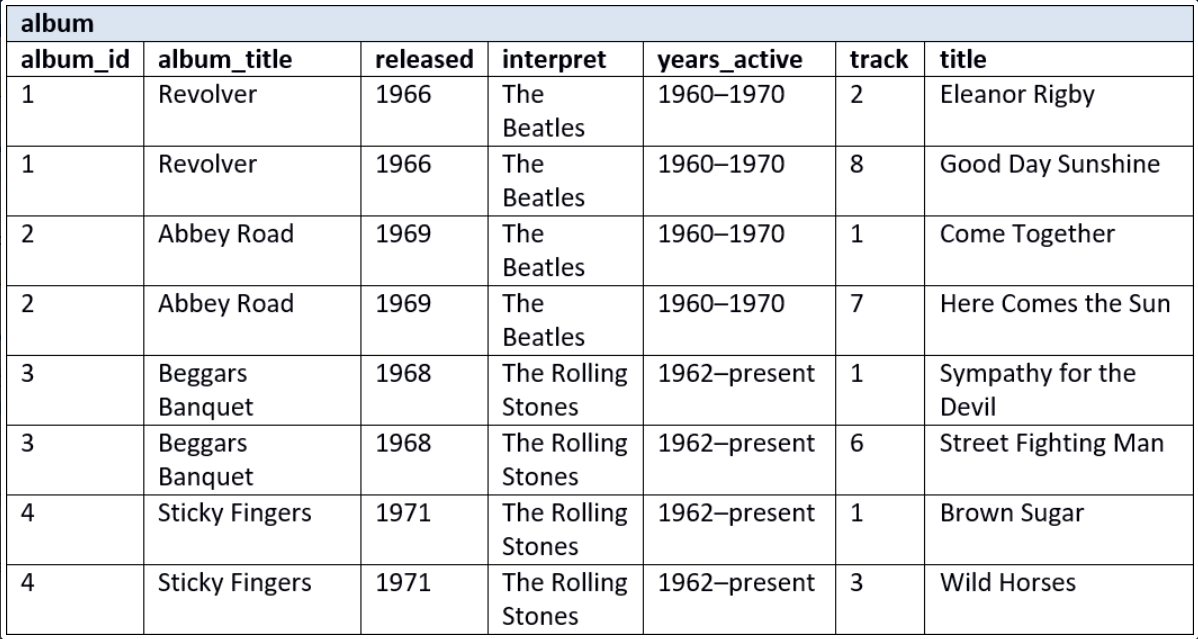 album
album_id album_title released interpret years_active track title
1 Revolver 1966 The Beatles 1960–1970 2 Eleanor Rigby
1 Revolver 1966 The Beatles 1960–1970 8 Good Day Sunshine
2 Abbey Road 1969 The Beatles 1960–1970 1 Come Together
2 Abbey Road 1969 The Beatles 1960–1970 7 Here Comes the Sun
3 Beggars Banquet 1968 The Rolling Stones 1962–present 1 Sympathy for the Devil
3 Beggars Banquet 1968 The Rolling Stones 1962–present 6 Street Fighting Man
4 Sticky Fingers 1971 The Rolling Stones 1962–present 1 Brown Sugar
4 Sticky Fingers 1971 The Rolling Stones 1962–present 3 Wild Horses